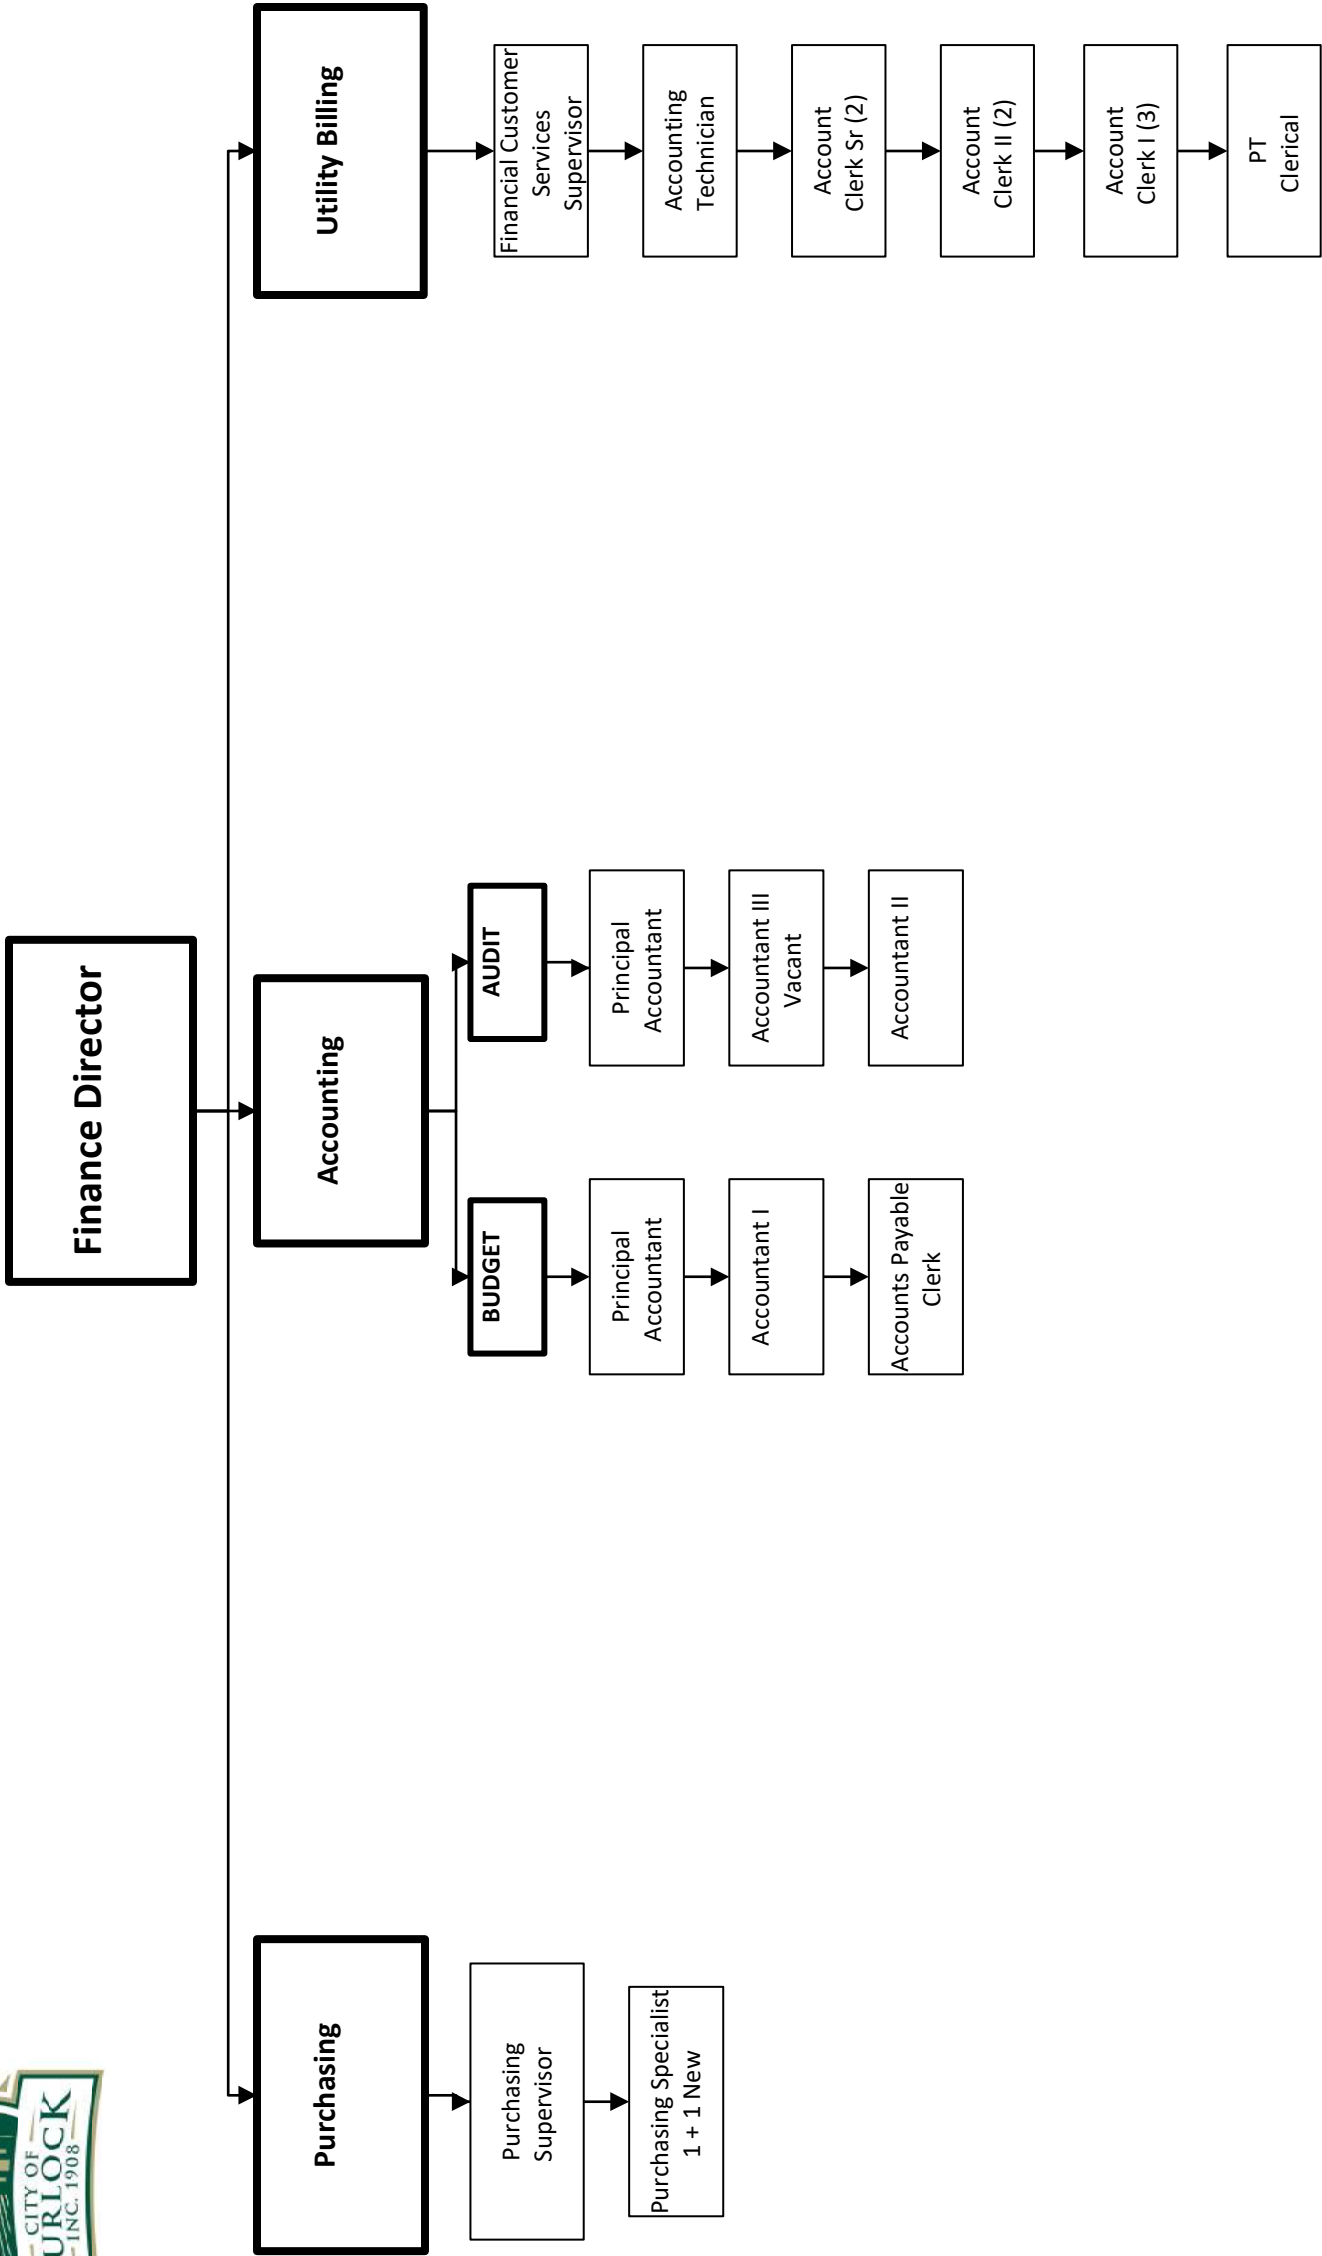 CITY OF
URLOCK
INC. 1908
Finance Director
Purchasing
Accounting
Utility Billing
Purchasing
Supervisor
Purchasing Specialist
1 + 1 New
BUDGET
Principal
Accountant
Accountant I
Accounts Payable
Clerk
AUDIT
Principal
Accountant
Accountant III
Vacant
Accountant II
Financial Customer
Services
Supervisor
Accounting
Technician
Account
Clerk Sr (2)
Account
Clerk II (2)
Account
Clerk I (3)
PT
Clerical